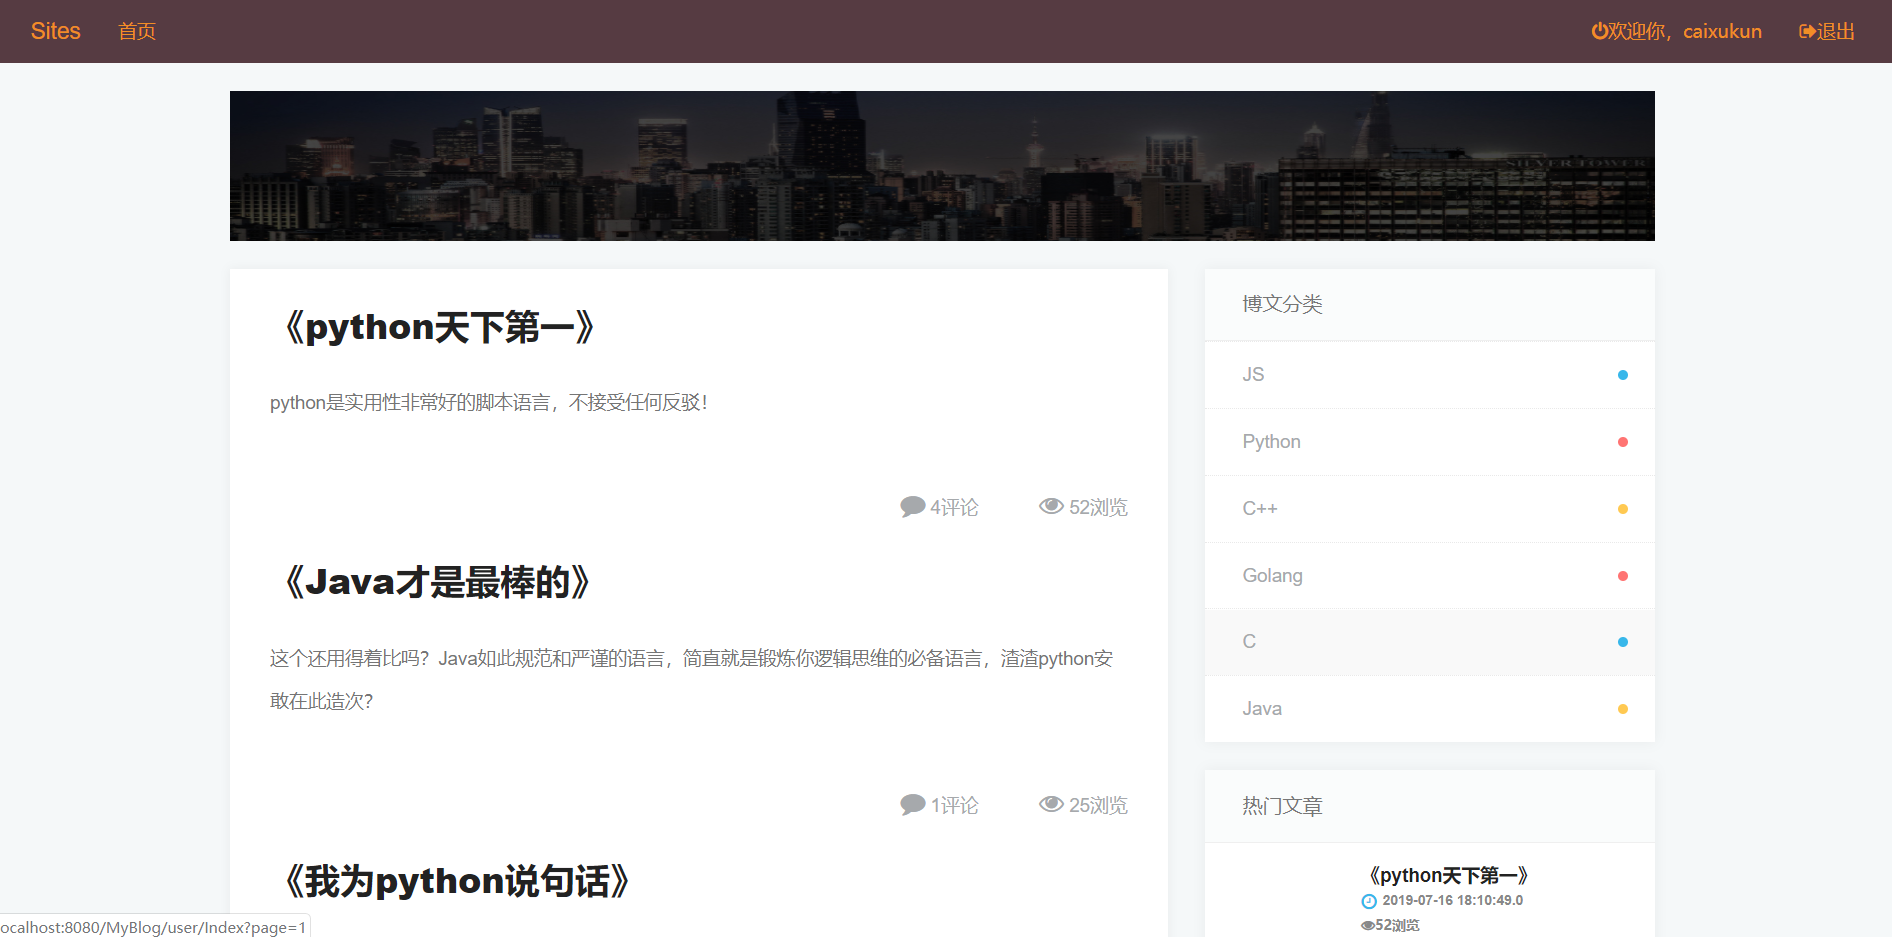 Sites 首页 欢迎你，caixukun 退出
SILVER TOWER
《python天下第一》
python是实用性非常好的脚本语言，不接受任何反驳！
4评论 52浏览
《Java才是最棒的》
这个还用得着比吗？Java如此规范和严谨的语言，简直就是锻炼你逻辑思维的必备语言，渣渣python安
敢在此造次？
1评论 25浏览
《我为python说句话》
博文分类
JS
Python
C++
Golang
C
Java
热门文章
《python天下第一》
2019-07-16 18:10:49.0
52浏览
ocalhost:8080/MyBlog/user/Index?page=1